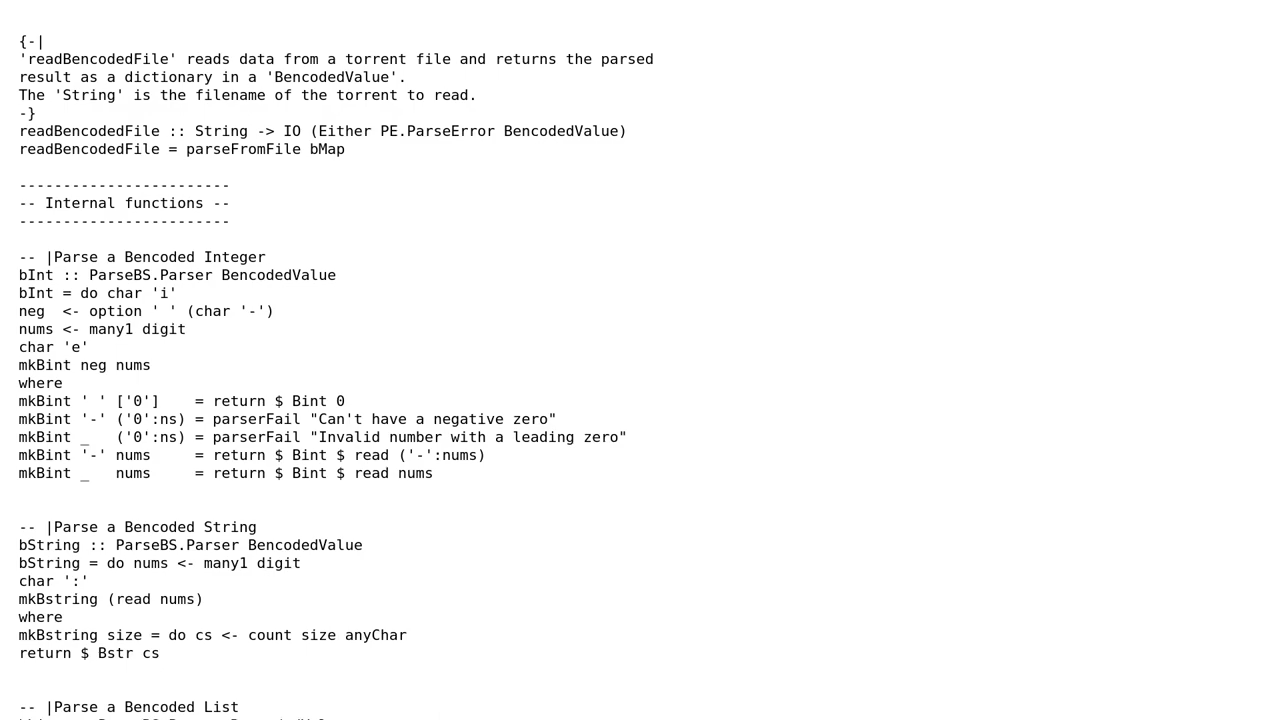 {-|
'readBencodedFile' reads data from a torrent file and returns the parsed
result as a dictionary in a 'BencodedValue'.
The 'String' is the filename of the torrent to read.
-}
readBencodedFile :: String -> IO (Either PE.ParseError BencodedValue)
readBencodedFile = parseFromFile bMap

------------------------
-- Internal functions --
------------------------

-- |Parse a Bencoded Integer
bInt :: ParseBS.Parser BencodedValue
bInt = do char 'i'
neg  <- option ' ' (char '-')
nums <- many1 digit
char 'e'
mkBint neg nums
where
mkBint ' ' ['0']    = return $ Bint 0
mkBint '-' ('0':ns) = parserFail "Can't have a negative zero"
mkBint _   ('0':ns) = parserFail "Invalid number with a leading zero"
mkBint '-' nums     = return $ Bint $ read ('-':nums)
mkBint _   nums     = return $ Bint $ read nums


-- |Parse a Bencoded String
bString :: ParseBS.Parser BencodedValue
bString = do nums <- many1 digit
char ':'
mkBstring (read nums)
where
mkBstring size = do cs <- count size anyChar
return $ Bstr cs


-- |Parse a Bencoded List